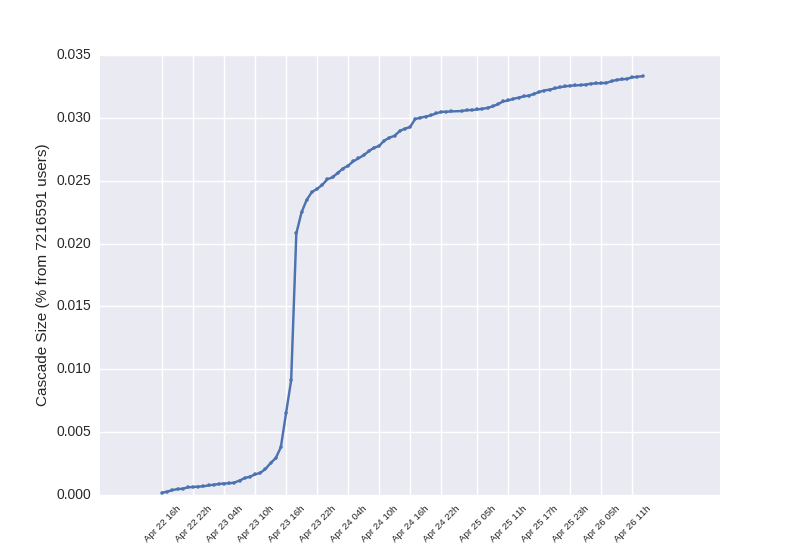 0.035
0.030
0.025
0.020
0.015
0.010
0.005
0.000
Cascade Size (% from 7216591 users)
Apr 22 16h
Apr 22 22h
Apr 23 04h
Apr 23 10h
Apr 23 16h
Apr 23 22h
Apr 24 04h
Apr 24 10h
Apr 24 16h
Apr 24 22h
Apr 25 05h
Apr 25 11h
Apr 25 17h
Apr 25 23h
Apr 26 05h
Apr 26 11h